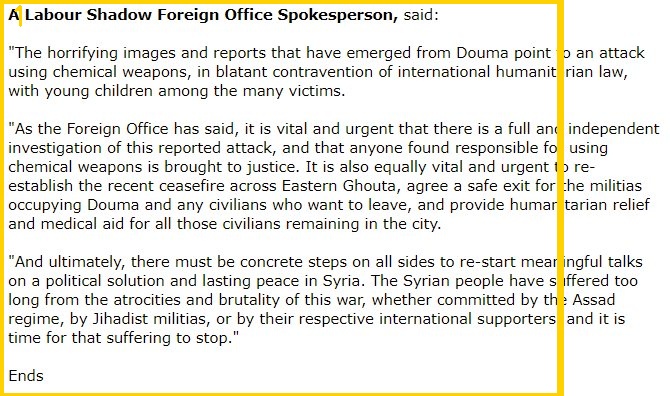 A Labour Shadow Foreign Office Spokesperson, said:
"The horrifying images and reports that have emerged from Douma point to an attack
using chemical weapons, in blatant contravention of international humanitarian law,
with young children among the many victims.
"As the Foreign Office has said, it is vital and urgent that there is a full and independent
investigation of this reported attack, and that anyone found responsible for using
chemical weapons is brought to justice. It is also equally vital and urgent to re-
establish the recent ceasefire across Eastern Ghouta, agree a safe exit for the militias
occupying Douma and any civilians who want to leave, and provide humanitarian relief
and medical aid for all those civilians remaining in the city.
"And ultimately, there must be concrete steps on all sides to re-start meaningful talks
on a political solution and lasting peace in Syria. The Syrian people have suffered too
long from the atrocities and brutality of this war, whether committed by the Assad
regime, by Jihadist militias, or by their respective international supporters, and it is
time for that suffering to stop."
Ends